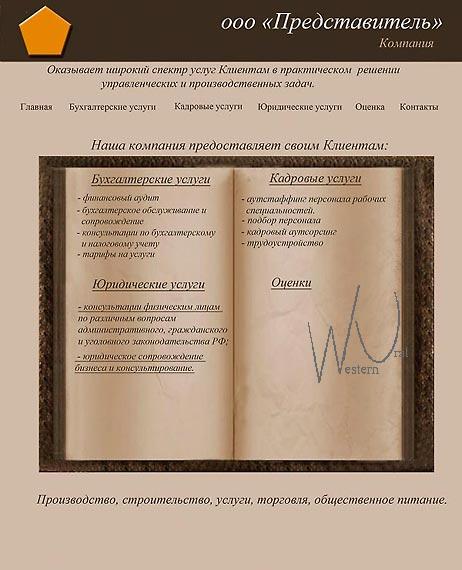 ооо «Представитель»
Компания
Оказывает широкий спектр услуг Клиентам в практическом решении
управленческих и производственных задач.
Главная Бухгалтерские услуги Кадровые услуги Юридические услуги Оценка Контакты
Наша компания предоставляет своим Клиентам:
Бухгалтерские услуги
- финансовый аудит
- бухгалтерское обслуживание и
сопровождение
- консультации по бухгалтерскому
и налоговому учету
- тарифы на услуги
Юридические услуги
- консультации физическим лицам
по различным вопросам
административного, гражданского
и уголовного законодательства РФ;
- юридическое сопровождение
бизнеса и консультирование.
Кадровые услуги
- аутстаффинг персонала рабочих
специальностей.
- подбор персонала
- кадровый аутсорсинг
- трудоустройство
Оценки
Western Ural
Производство, строительство, услуги, торговля, общественное питание.